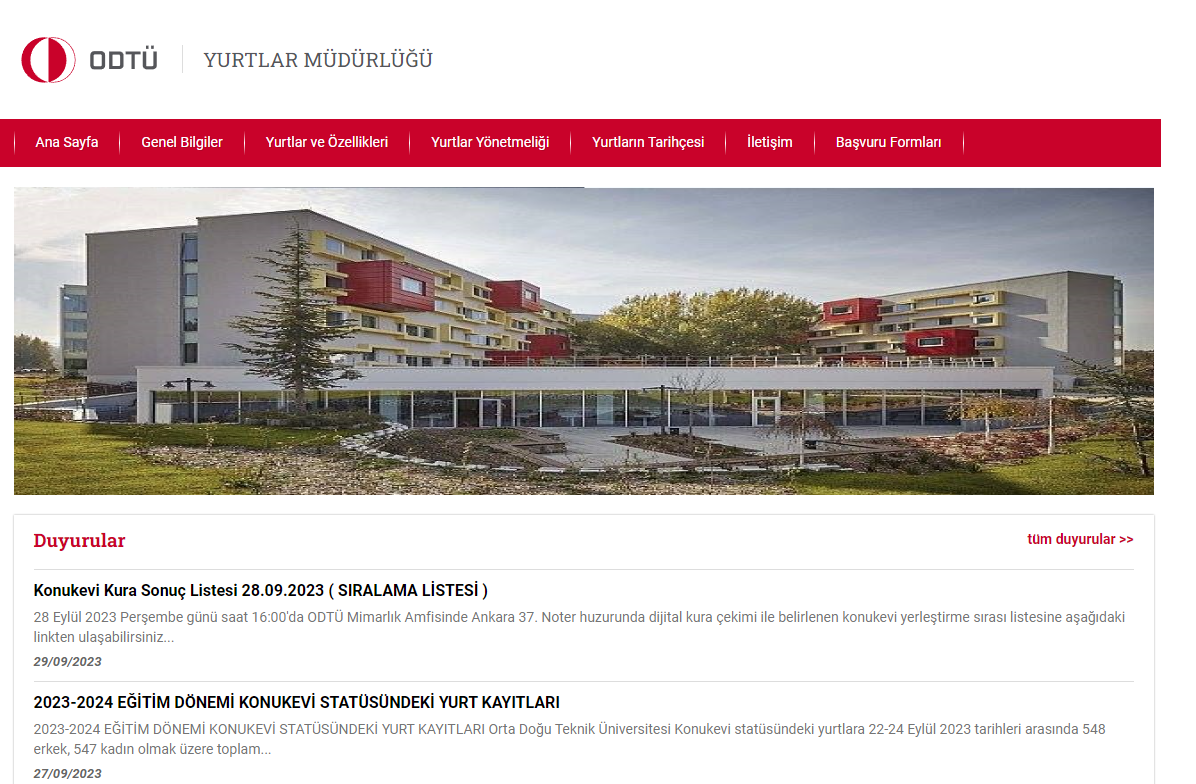 ODTÜ YURTLAR MÜDÜRLÜĞÜ
Ana Sayfa Genel Bilgiler Yurtlar ve Özellikleri Yurtlar Yönetmeliği Yurtların Tarihçesi İletişim Başvuru Formları
Duyurular tüm duyurular >>
Konukevi Kura Sonuç Listesi 28.09.2023 ( SIRALAMA LİSTESİ )
28 Eylül 2023 Perşembe günü saat 16:00'da ODTÜ Mimarlık Amfisinde Ankara 37. Noter huzurunda dijital kura çekimi ile belirlenen konukevi yerleştirme sırası listesine aşağıdaki
linkten ulaşabilirsiniz...
29/09/2023
2023-2024 EĞİTİM DÖNEMİ KONUKEVİ STATÜSÜNDEKİ YURT KAYITLARI
2023-2024 EĞİTİM DÖNEMİ KONUKEVİ STATÜSÜNDEKİ YURT KAYITLARI Orta Doğu Teknik Üniversitesi Konukevi statüsündeki yurtlara 22-24 Eylül 2023 tarihleri arasında 548
erkek, 547 kadın olmak üzere toplam...
27/09/2023